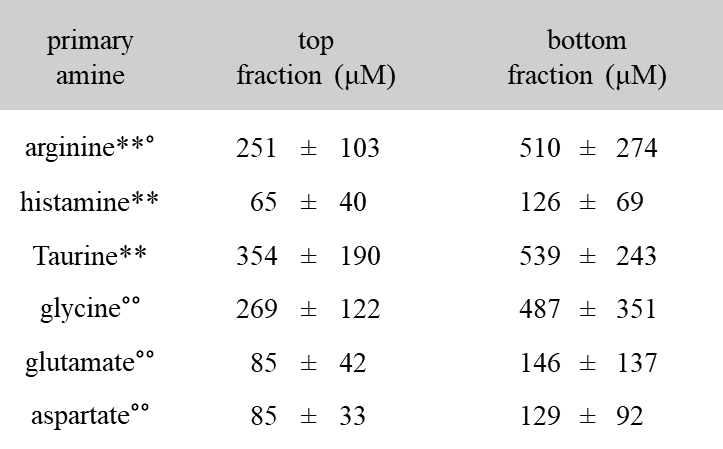 primary amine top fraction (μM) bottom fraction (μM)
arginine**° 251 ± 103 510 ± 274
histamine** 65 ± 40 126 ± 69
Taurine** 354 ± 190 539 ± 243
glycine°° 269 ± 122 487 ± 351
glutamate°° 85 ± 42 146 ± 137
aspartate°° 85 ± 33 129 ± 92